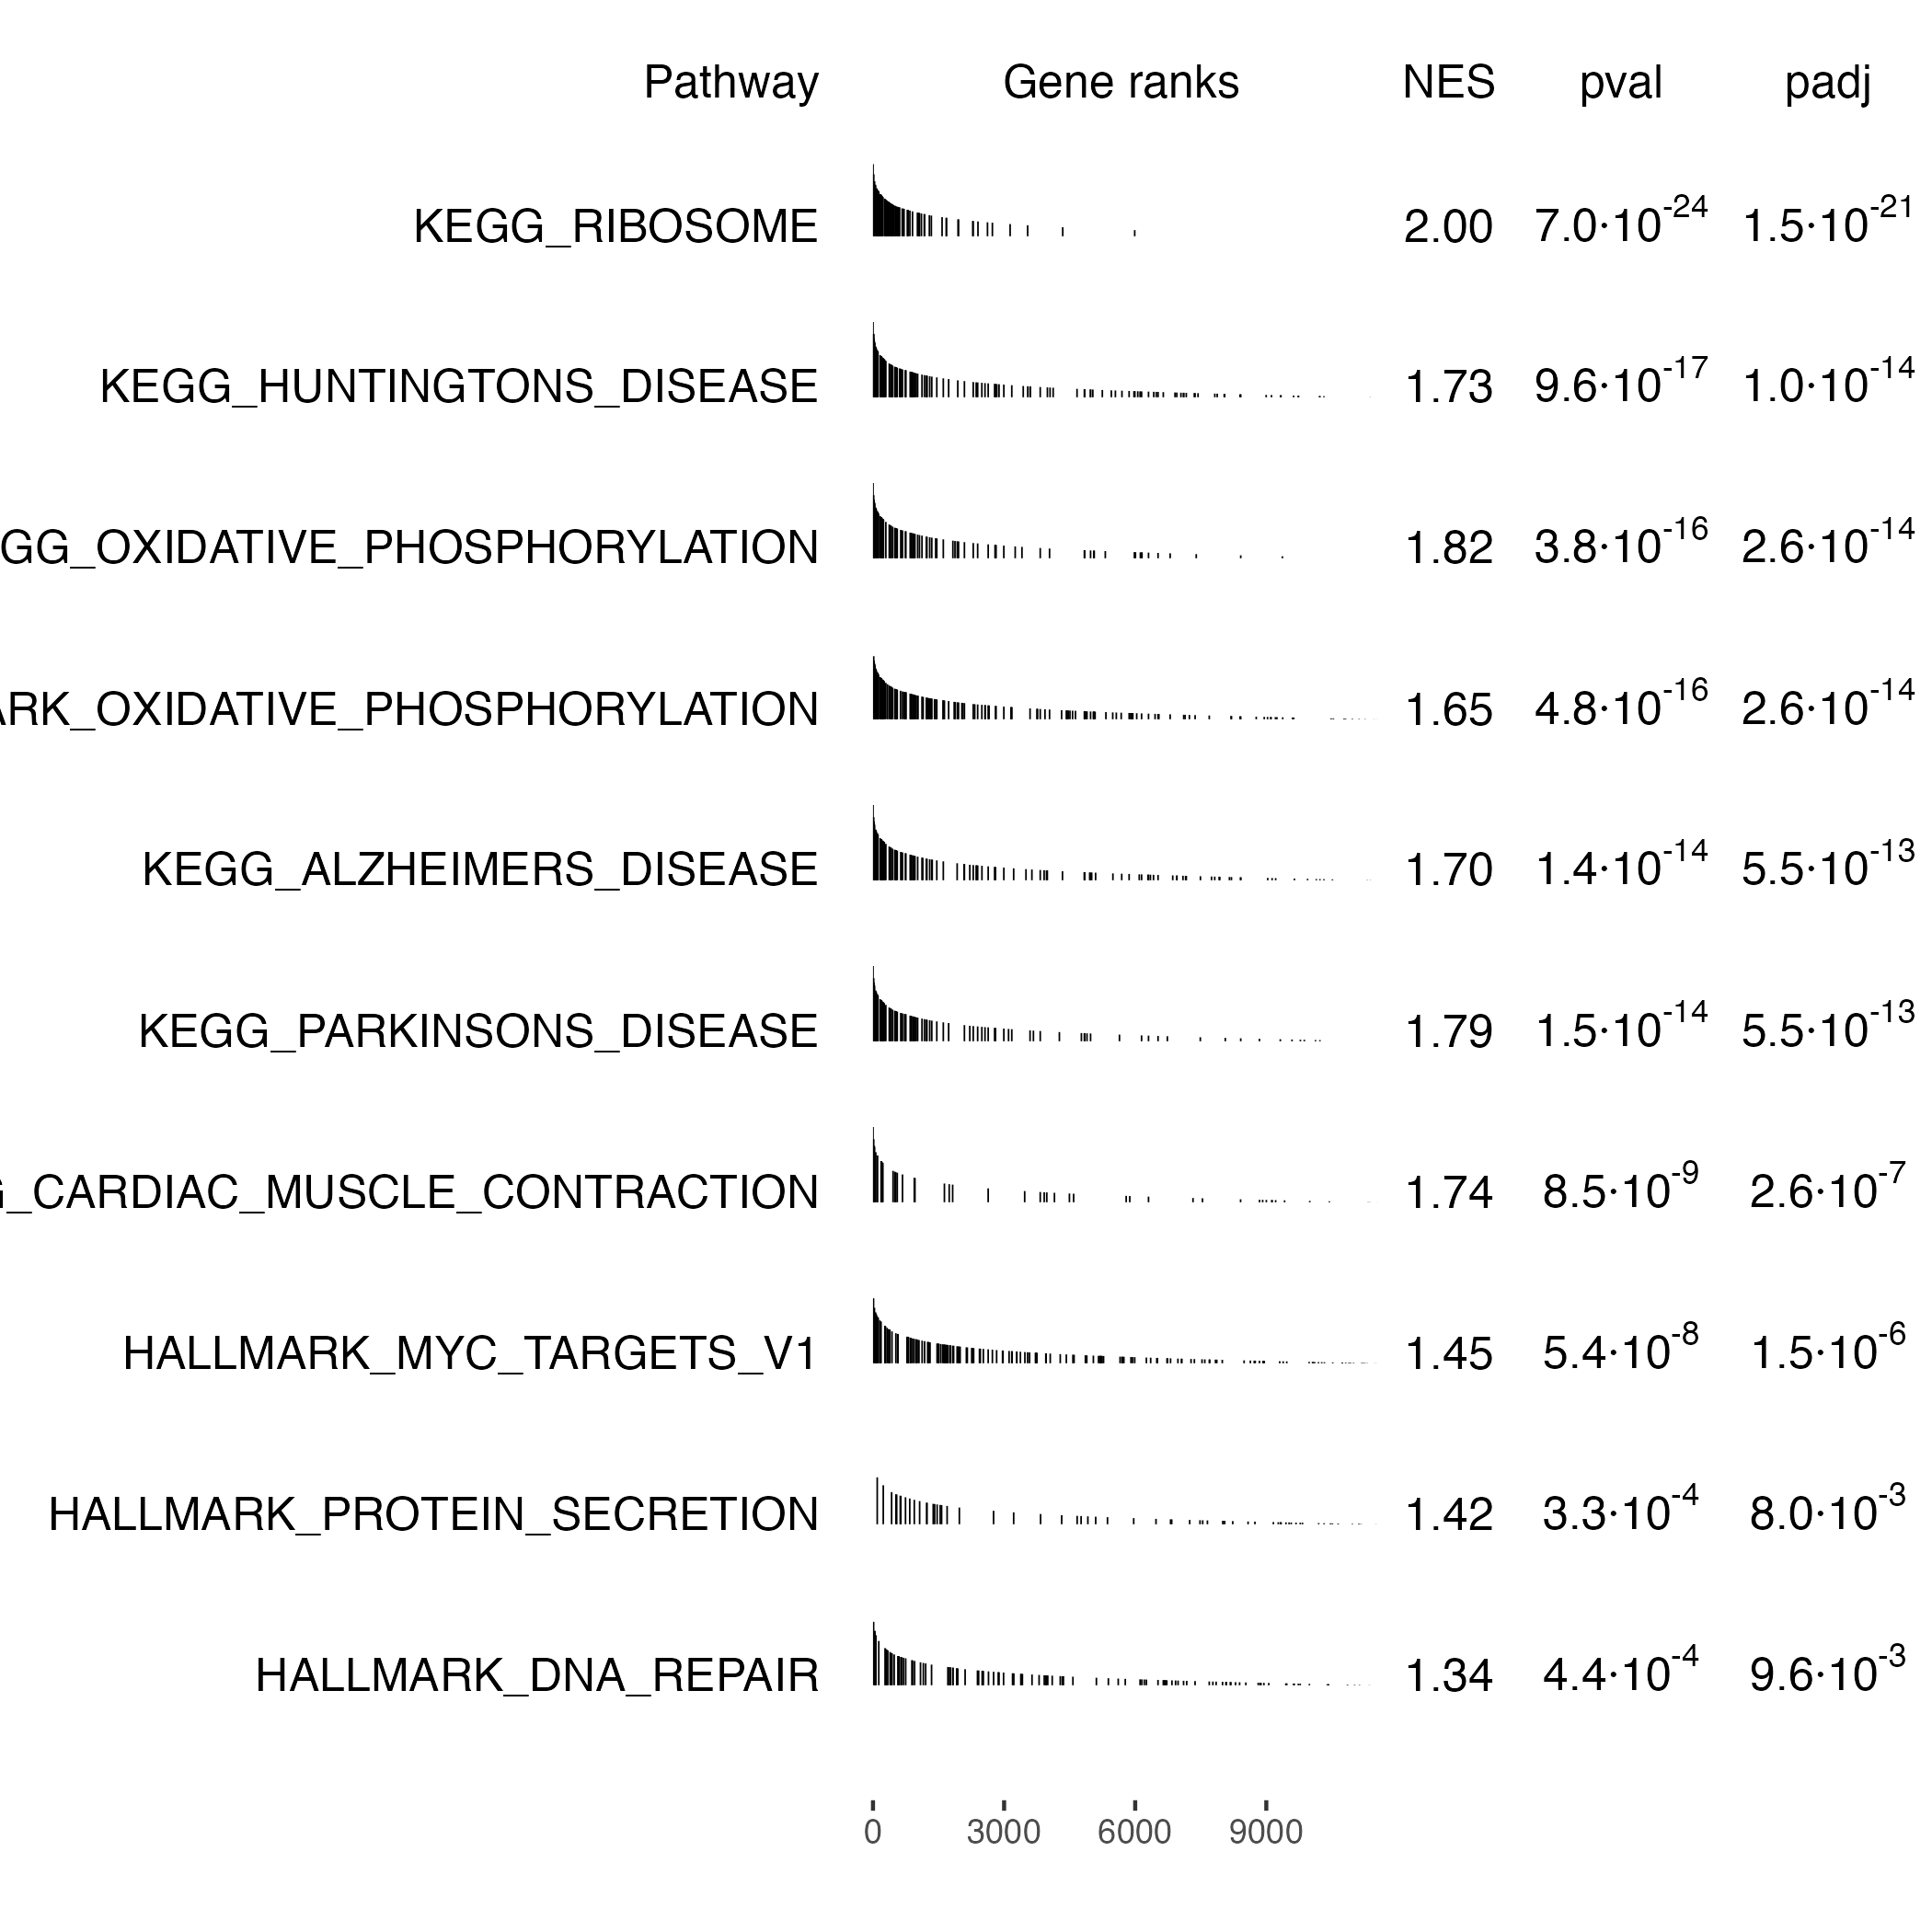 Pathway Gene ranks NES pval padj
KEGG_RIBOSOME 2.00 7.0·10-24 1.5·10-21
KEGG_HUNTINGTONS_DISEASE 1.73 9.6·10-17 1.0·10-14
GG_OXIDATIVE_PHOSPHORYLATION 1.82 3.8·10-16 2.6·10-14
ARK_OXIDATIVE_PHOSPHORYLATION 1.65 4.8·10-16 2.6·10-14
KEGG_ALZHEIMERS_DISEASE 1.70 1.4·10-14 5.5·10-13
KEGG_PARKINSONS_DISEASE 1.79 1.5·10-14 5.5·10-13
G_CARDIAC_MUSCLE_CONTRACTION 1.74 8.5·10-9 2.6·10-7
HALLMARK_MYC_TARGETS_V1 1.45 5.4·10-8 1.5·10-6
HALLMARK_PROTEIN_SECRETION 1.42 3.3·10-4 8.0·10-3
HALLMARK_DNA_REPAIR 1.34 4.4·10-4 9.6·10-3
0 3000 6000 9000